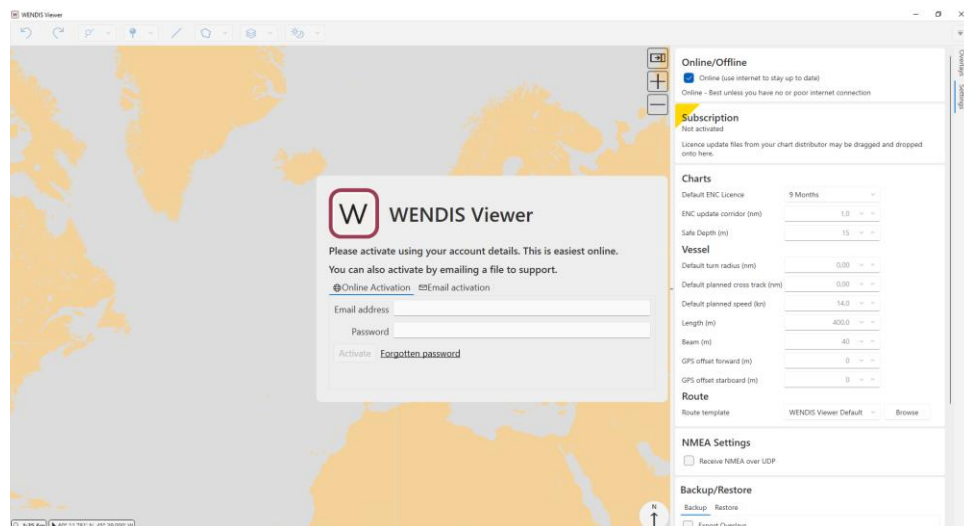 W WENDIS Viewer
Online/Offline
Online (use internet to stay up to date)
Online - Best unless you have no or poor internet connection
Subscription
Not activated
Licence update files from your chart distributor may be dragged and dropped
onto here.
Charts
Default ENC Licence 9 Months
ENC update corridor (nm) 1,0
Safe Depth (m) 15
Vessel
Default turn radius (nm) 0,00
Default planned cross track (nm) 0,00
Default planned speed (kn) 14,0
Length (m) 400,0
Beam (m) 40
GPS offset forward (m) 0
GPS offset starboard (m) 0
Route
Route template WENDIS Viewer Default Browse
NMEA Settings
Receive NMEA over UDP
Backup/Restore
Backup Restore
Export Overlays
Overlays
Settings
W
WENDIS Viewer
Please activate using your account details. This is easiest online.
You can also activate by emailing a file to support.
Online Activation Email activation
Email address
Password
Activate Forgotten password
N